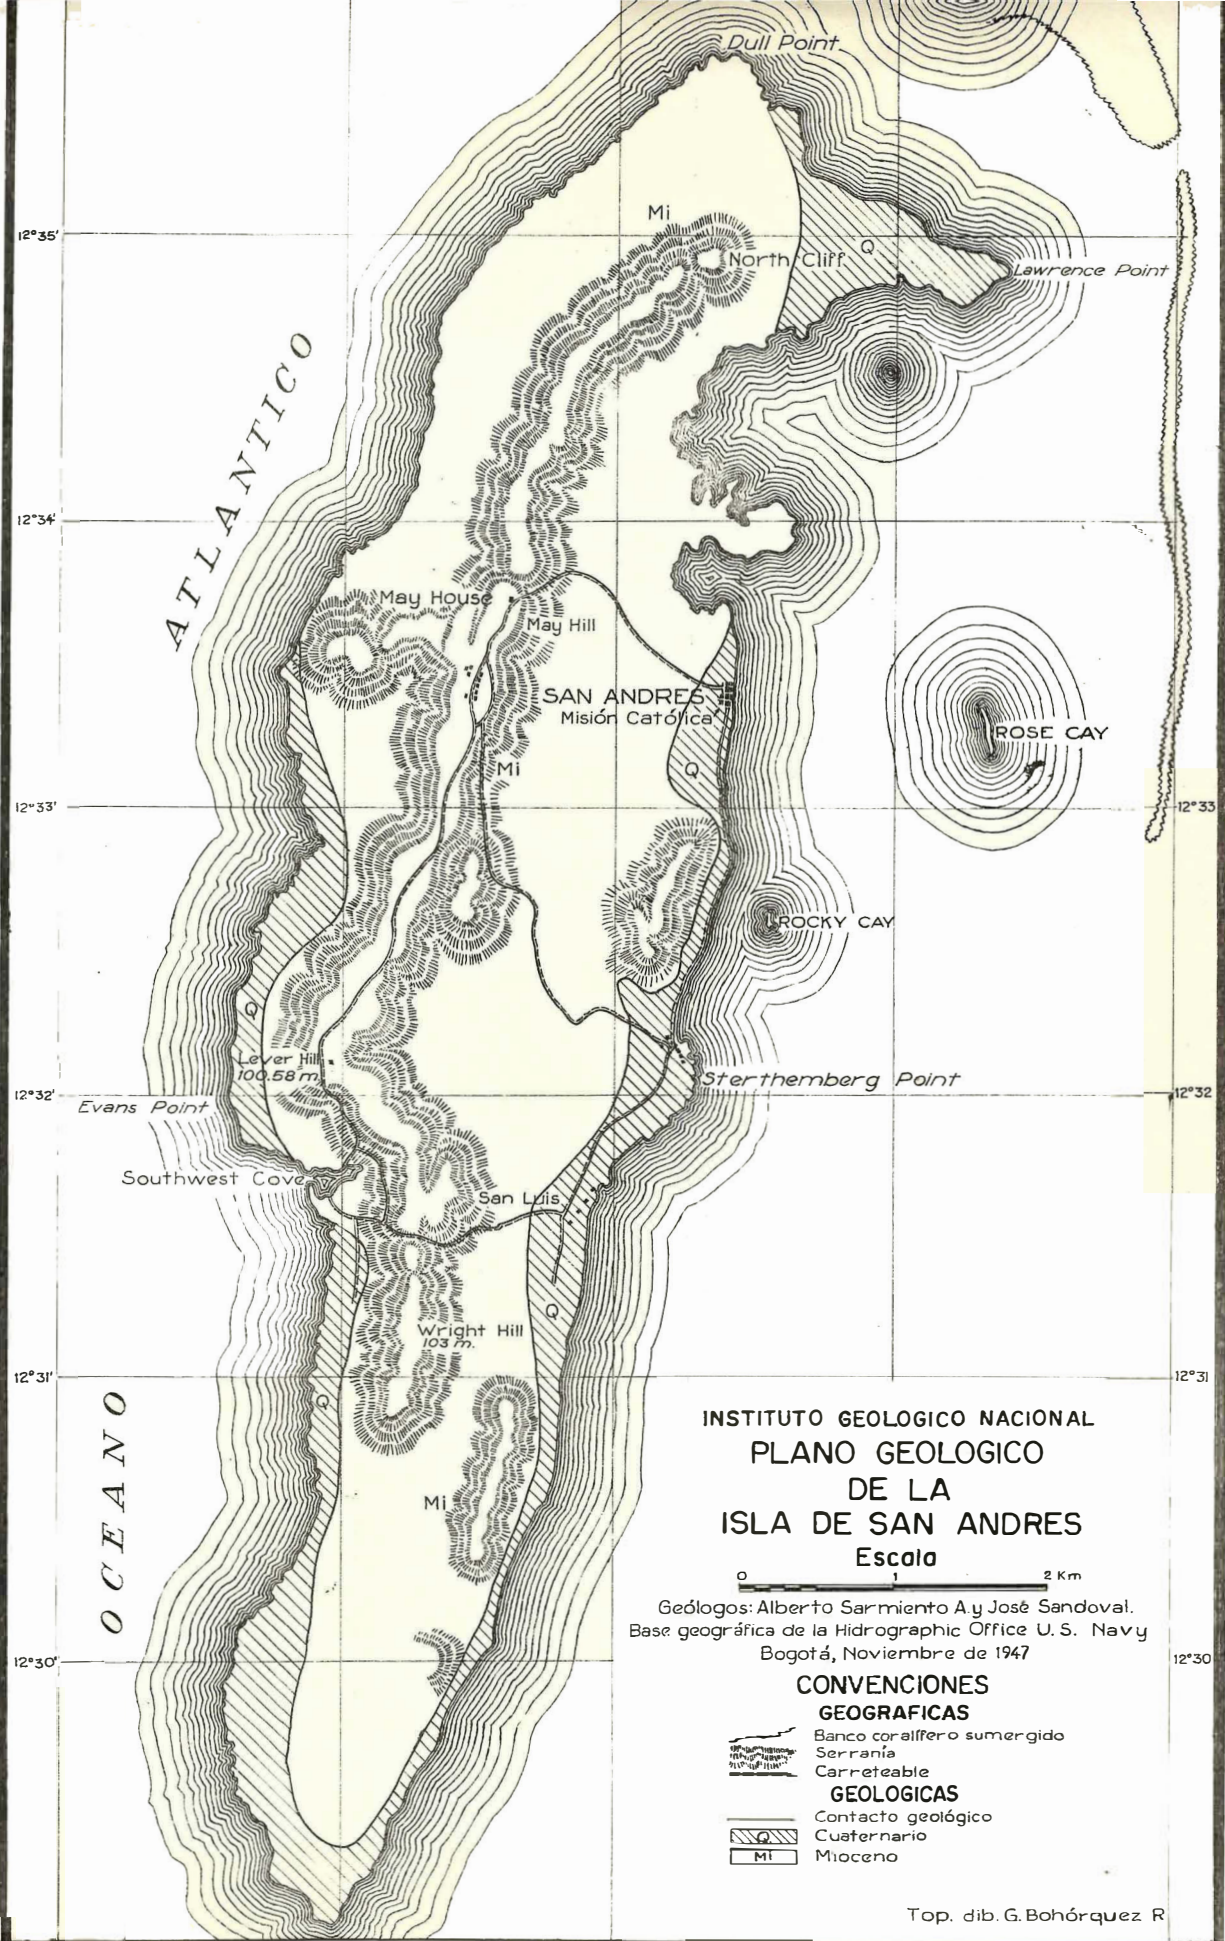 Dull Point
Mi
12°35'
North Cliff
Q
Lawrence Point
ATLANTICO
12°34'
May House
May Hill
SAN ANDRES
Misión Católica
ROSE CAY
Mi
Q
12°33'
12°33
ROCKY CAY
Q
Lever Hill
100.58 m.
Sterthemberg Point
12°32'
12°32
Evans Point
Southwest Cove
San Luis
Q
Wright Hill
103 m.
12°31'
12°31
Q
OCEANO
Mi
12°30'
12°30
INSTITUTO GEOLOGICO NACIONAL
PLANO GEOLOGICO
DE LA
ISLA DE SAN ANDRES
Escala
0 1 2 Km
Geólogos: Alberto Sarmiento A. y José Sandoval.
Base geográfica de la Hidrographic Office U. S. Navy
Bogotá, Noviembre de 1947
CONVENCIONES
GEOGRAFICAS
Banco coralífero sumergido
Serranía
Carreteable
GEOLOGICAS
Contacto geológico
Q Cuaternario
Mi Mioceno
Top. dib. G. Bohórquez R